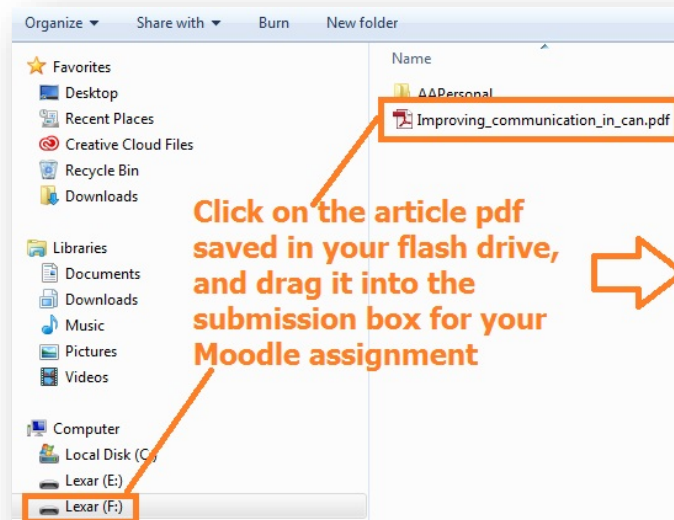 Organize Share with Burn New folder
Favorites
Desktop
Recent Places
Creative Cloud Files
Recycle Bin
Downloads
Libraries
Documents
Downloads
Music
Pictures
Videos
Computer
Local Disk (C:)
Lexar (E:)
Lexar (F:)
Name
AAPersonal
Improving_communication_in_can.pdf
Click on the article pdf
saved in your flash drive,
and drag it into the
submission box for your
Moodle assignment